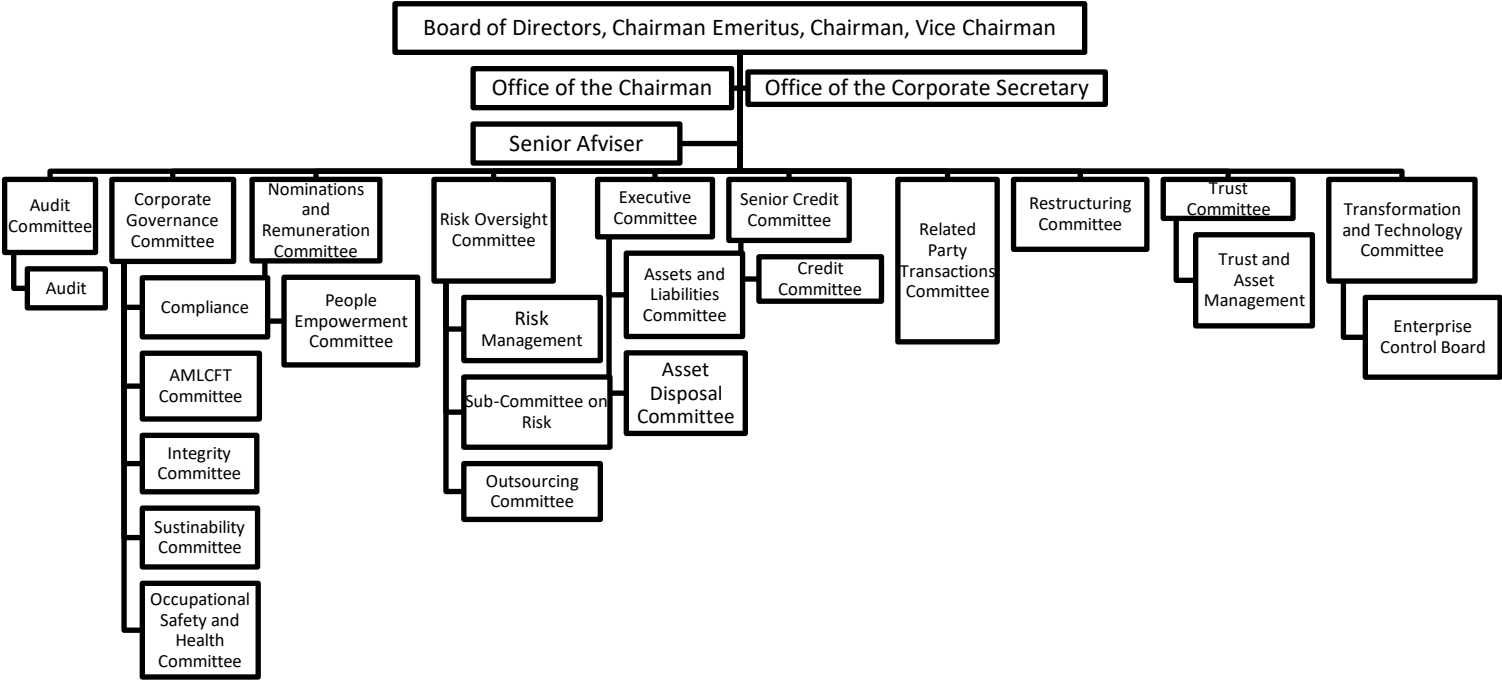 Board of Directors, Chairman Emeritus, Chairman, Vice Chairman
Office of the Chairman
Office of the Corporate Secretary
Senior Afviser
Audit
Committee
Audit
Corporate
Governance
Committee
Compliance
AMLCFT
Committee
Integrity
Committee
Sustinability
Committee
Occupational
Safety and
Health
Committee
Nominations
and
Remuneration
Committee
People
Empowerment
Committee
Risk Oversight
Committee
Risk
Management
Sub-Committee on
Risk
Outsourcing
Committee
Executive
Committee
Assets and
Liabilities
Committee
Asset
Disposal
Committee
Senior Credit
Committee
Credit
Committee
Related
Party
Transactions
Committee
Restructuring
Committee
Trust
Committee
Trust and
Asset
Management
Transformation
and Technology
Committee
Enterprise
Control Board